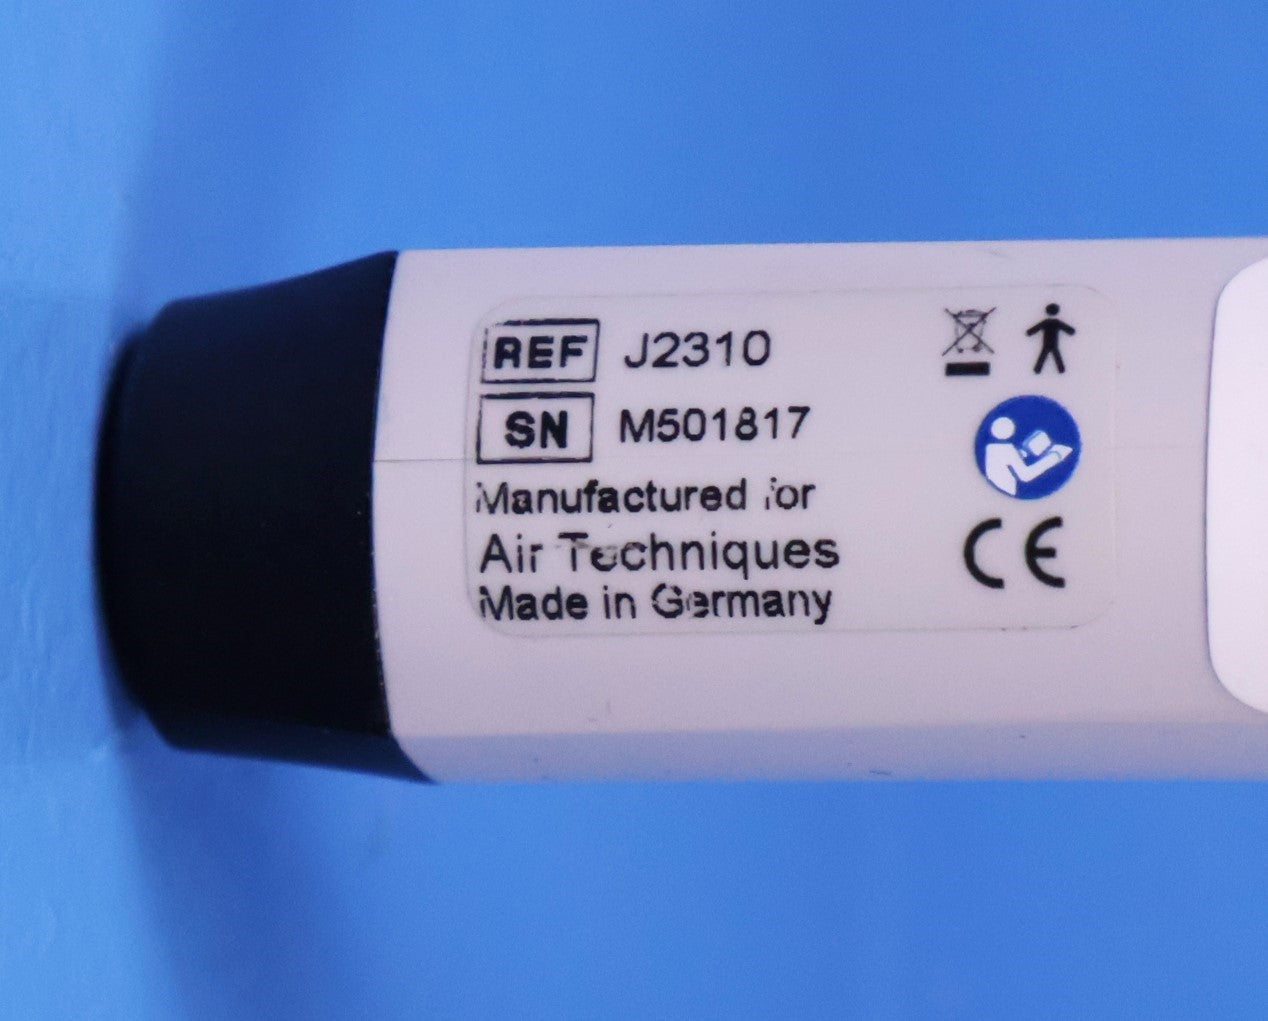 REF J2310
SN M501817
Manufactured for
Air Techniques
Made in Germany
CE